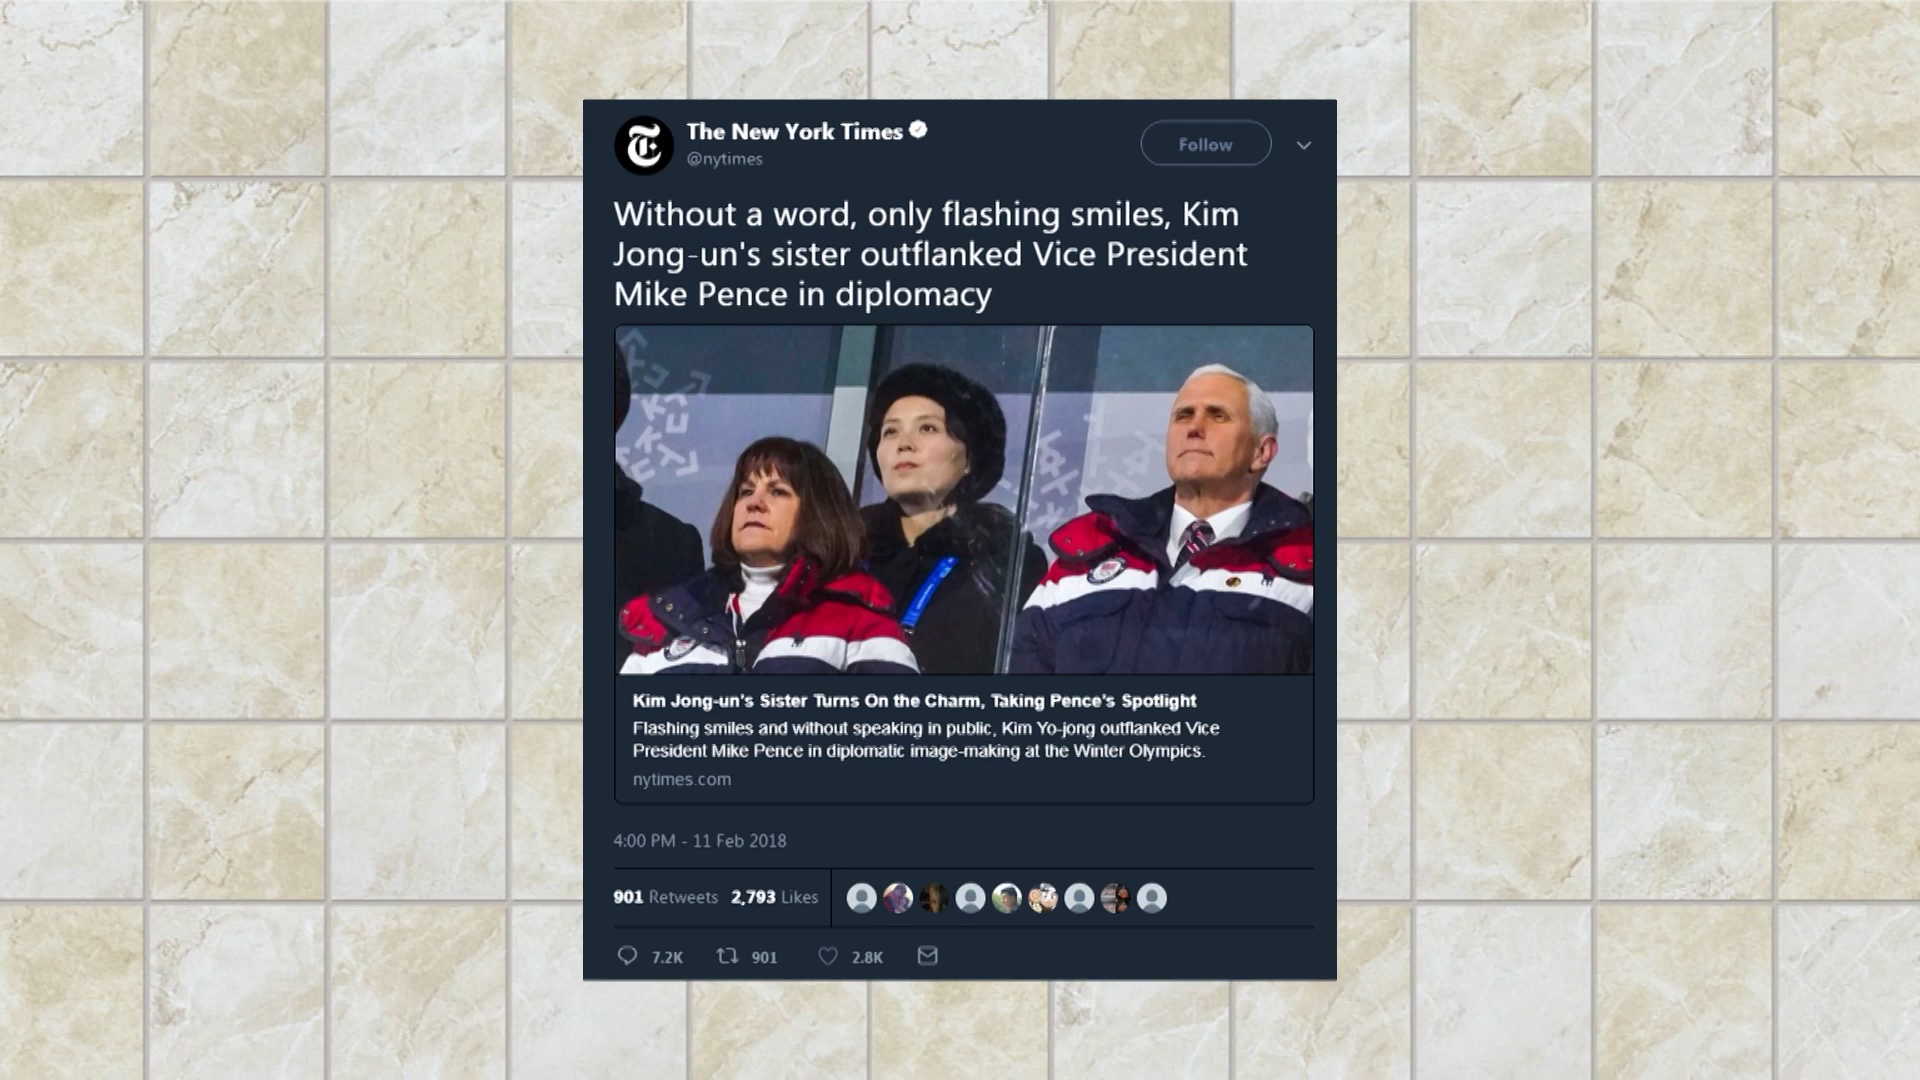 The New York Times
@nytimes
Follow
Without a word, only flashing smiles, Kim
Jong-un's sister outflanked Vice President
Mike Pence in diplomacy
Kim Jong-un's Sister Turns On the Charm, Taking Pence's Spotlight
Flashing smiles and without speaking in public, Kim Yo-jong outflanked Vice
President Mike Pence in diplomatic image-making at the Winter Olympics.
nytimes.com
4:00 PM - 11 Feb 2018
901 Retweets 2,793 Likes
7.2K 901 2.8K